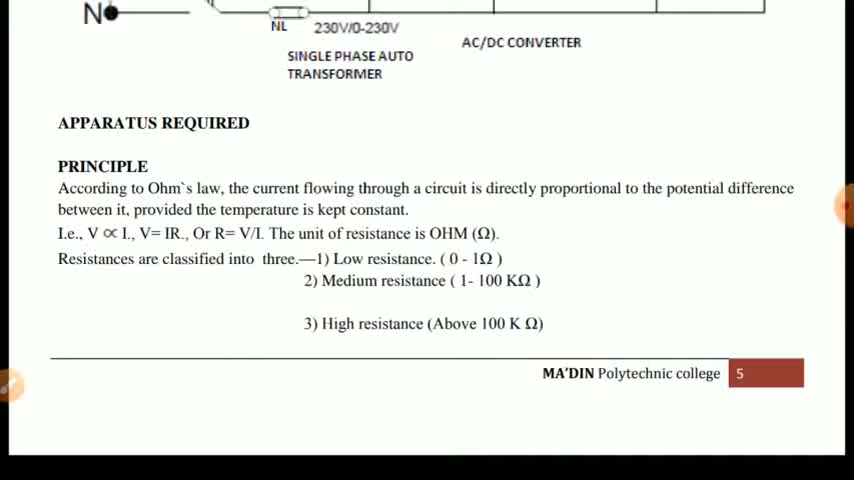 N
NL
230V/0-230V
AC/DC CONVERTER
SINGLE PHASE AUTO
TRANSFORMER
APPARATUS REQUIRED
PRINCIPLE
According to Ohm`s law, the current flowing through a circuit is directly proportional to the potential difference
between it, provided the temperature is kept constant.
I.e., V ∝ I., V= IR., Or R= V/I. The unit of resistance is OHM (Ω).
Resistances are classified into three.—1) Low resistance. ( 0 - 1Ω )
2) Medium resistance ( 1- 100 KΩ )
3) High resistance (Above 100 K Ω)
MA'DIN Polytechnic college 5